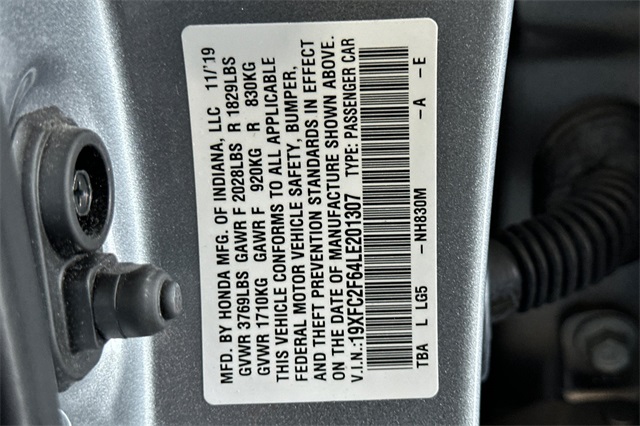 MFD. BY HONDA MFG. OF INDIANA, LLC 11/'19
GVWR 3769LBS GAWR F 2028LBS R 1829LBS
GVWR 1710KG GAWR F 920KG R 830KG
THIS VEHICLE CONFORMS TO ALL APPLICABLE
FEDERAL MOTOR VEHICLE SAFETY, BUMPER,
AND THEFT PREVENTION STANDARDS IN EFFECT
ON THE DATE OF MANUFACTURE SHOWN ABOVE.
V.I.N.:19XFC2F64LE201307 TYPE: PASSENGER CAR
TBA L LG5 -NH830M -A -E